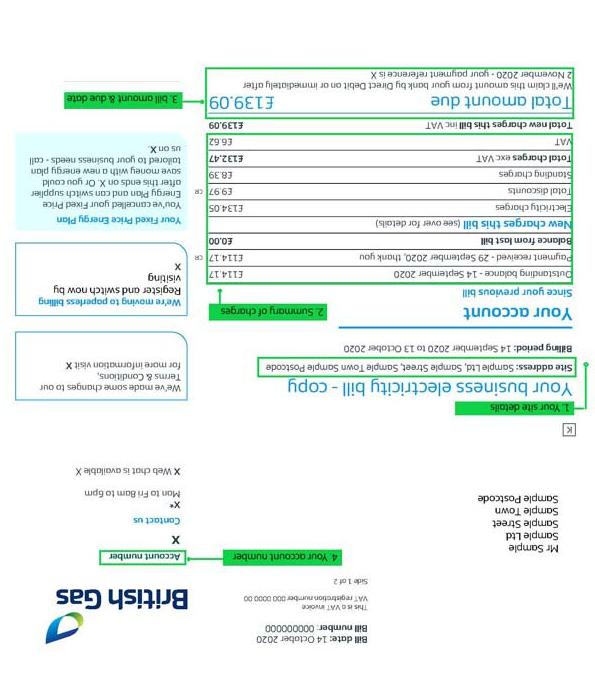 Bill date: 14 October 2020
Bill number: 000000000
This is a VAT invoice
VAT registration number 000 0000 00
Side 1 of 2
British Gas
4. Your account number
Account number
X
Mr Sample
Sample Ltd
Sample Street
Sample Town
Sample Postcode
Contact us
X*
Mon to Fri 8am to 6pm
X Web chat is available X
K
1. Your site details
Your business electricity bill - copy
Site address: Sample Ltd, Sample Street, Sample Town Sample Postcode
Billing period: 14 September 2020 to 13 October 2020
We've made some changes to our
Terms & Conditions,
for more information visit X
Your account
2. Summary of charges
Since your previous bill
Outstanding balance - 14 September 2020 £114.17
Payment received - 29 September 2020, thank you £114.17 CR
Balance from last bill £0.00
New charges this bill (see over for details)
Electricity charges £134.05
Total discounts £9.97 CR
Standing charges £8.39
Total charges exc VAT £132.47
VAT £6.62
Total new charges this bill inc VAT £139.09
Total amount due £139.09
We'll claim this amount from your bank by Direct Debit on or immediately after
2 November 2020 - your payment reference is X
3. bill amount & due date
We're moving to paperless billing
Register and switch now by
visiting
X
Your Fixed Price Energy Plan
You've cancelled your Fixed Price
Energy Plan and can switch supplier
after this ends on X. Or you could
save money with a new energy plan
tailored to your business needs - call
us on X.